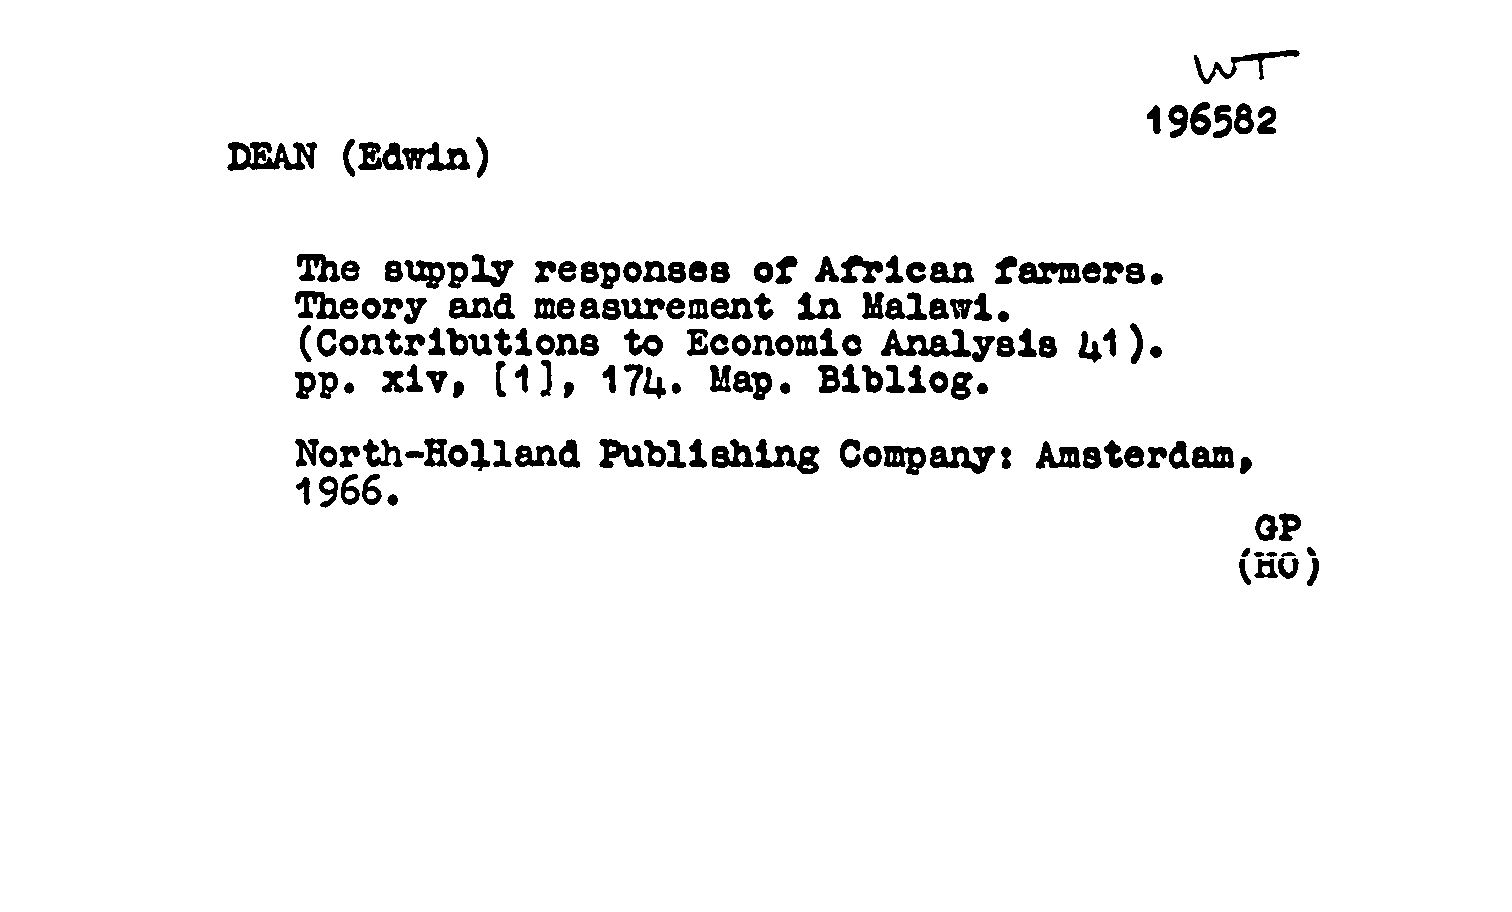 WT
196582
DEAN (Edwin)
The supply responses of African farmers.
Theory and measurement in Malawi.
(Contributions to Economic Analysis 41).
pp. xiv, [1], 174. Map. Bibliog.
North-Holland Publishing Company: Amsterdam,
1966.
GP
(HO)